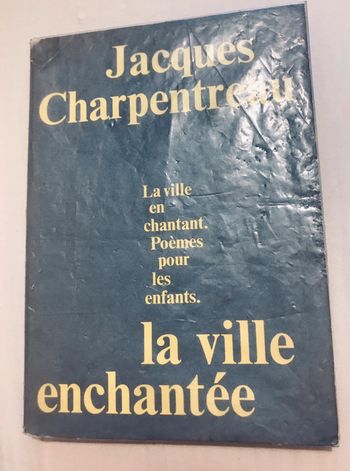 Jacques
Charpentreau
La ville
en
chantant.
Poèmes
pour
les
enfants.
la ville
enchantée